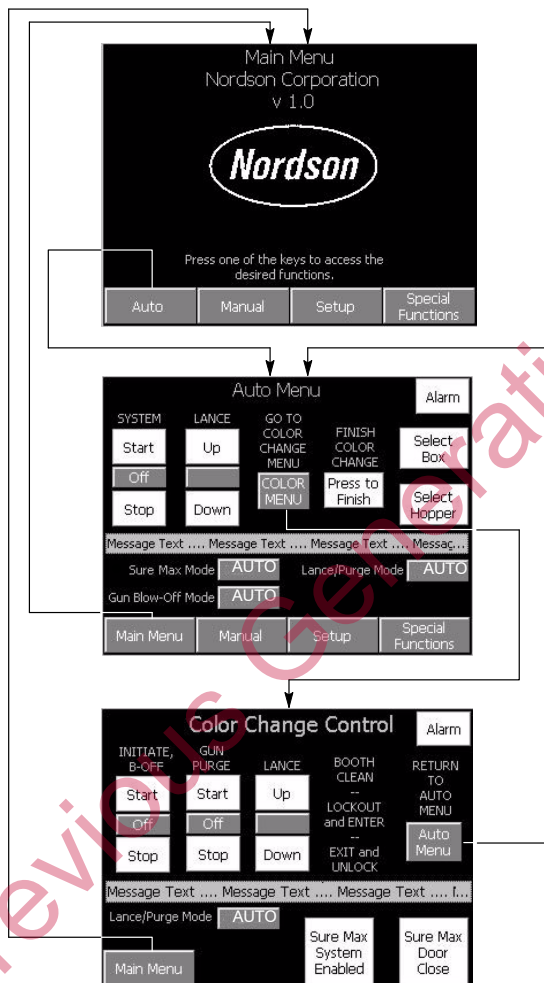 Main Menu
Nordson Corporation
v 1.0
Nordson
Press one of the keys to access the
desired functions.
Auto Manual Setup Special Functions
Auto Menu
Alarm
SYSTEM
Start
Off
Stop
LANCE
Up
Down
GO TO
COLOR
CHANGE
MENU
COLOR
MENU
FINISH
COLOR
CHANGE
Press to
Finish
Select
Box
Select
Hopper
Message Text .... Message Text .... Message Text .... Messag...
Sure Max Mode AUTO
Lance/Purge Mode AUTO
Gun Blow-Off Mode AUTO
Main Menu Manual Setup Special Functions
Color Change Control
Alarm
INITIATE,
B-OFF
Start
Off
Stop
GUN
PURGE
Start
Off
Stop
LANCE
Up
Down
BOOTH
CLEAN
--
LOCKOUT
and ENTER
--
EXIT and
UNLOCK
RETURN
TO
AUTO
MENU
Auto
Menu
Message Text .... Message Text .... Message Text ....
Lance/Purge Mode AUTO
Main Menu
Sure Max
System
Enabled
Sure Max
Door
Close